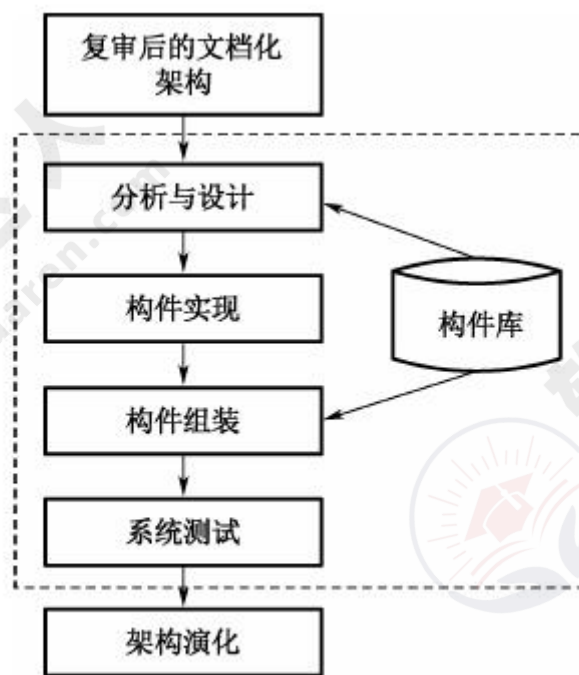 复审后的文档化
架构
分析与设计
构件实现
构件库
构件组装
系统测试
架构演化